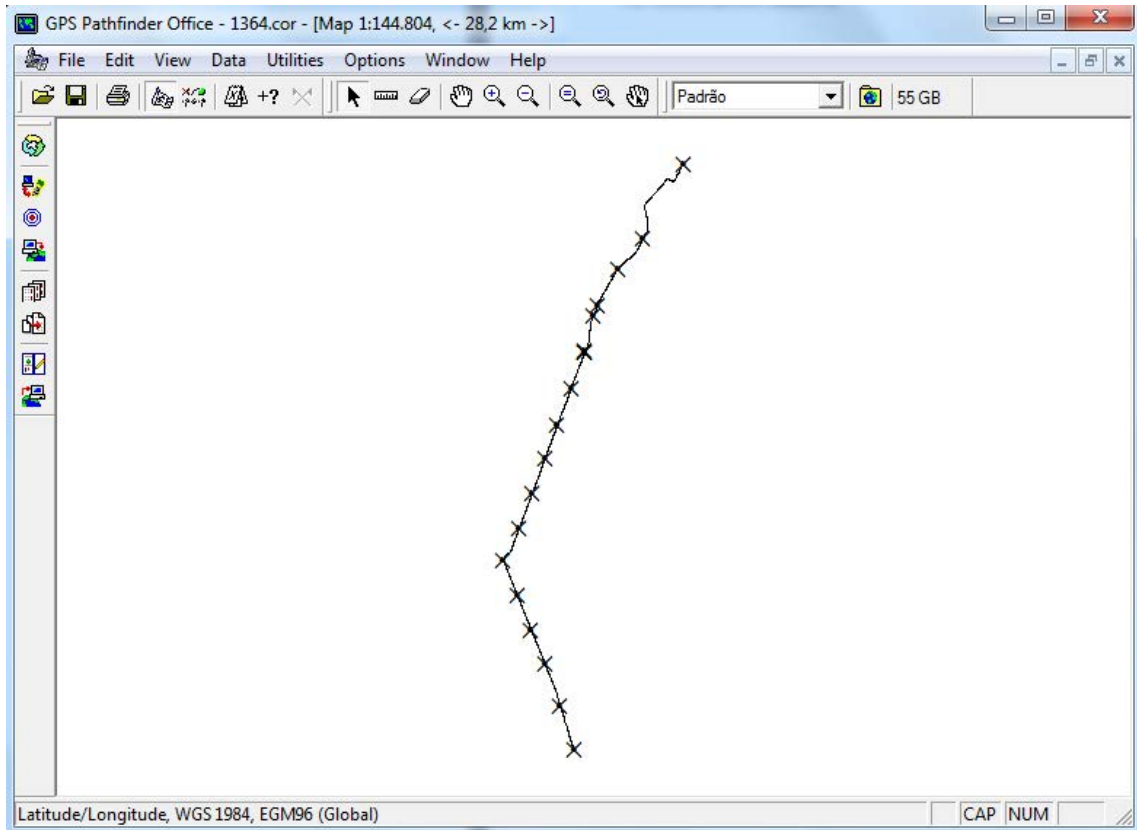 GPS Pathfinder Office - 1364.cor - [Map 1:144.804, <- 28,2 km ->]
File Edit View Data Utilities Options Window Help
+? Padrão 55 GB
Latitude/Longitude, WGS 1984, EGM96 (Global) CAP NUM